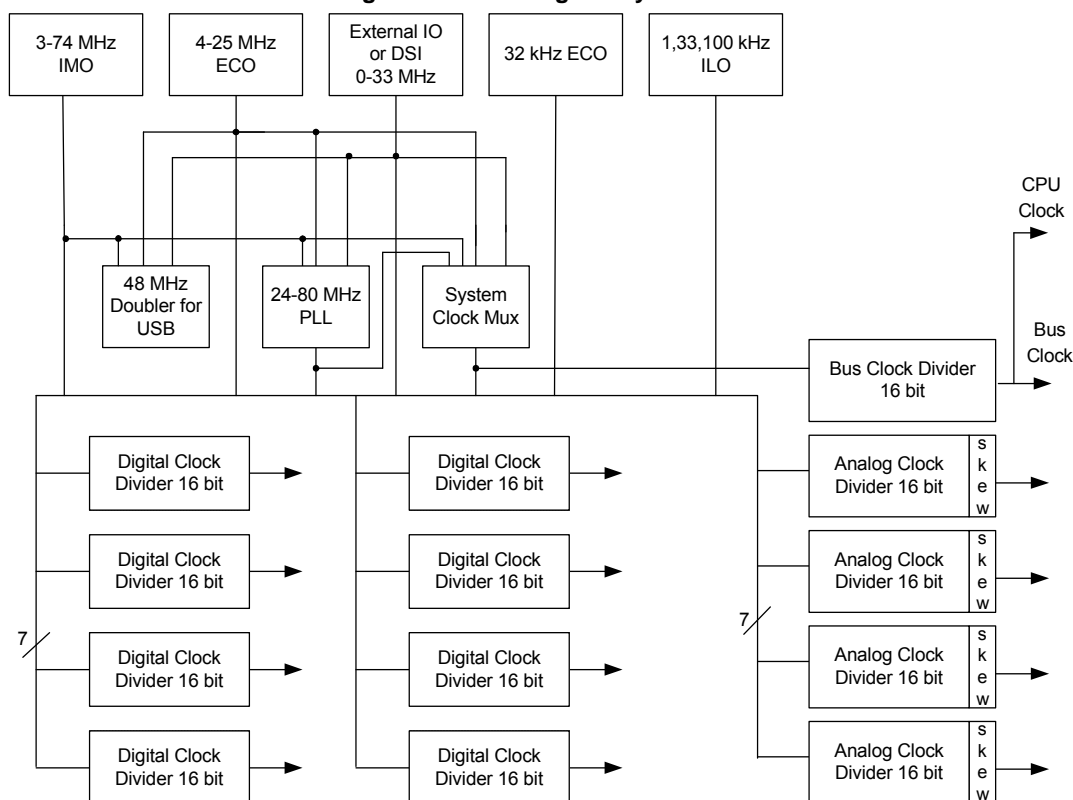 3-74 MHz
IMO
4-25 MHz
ECO
External IO
or DSI
0-33 MHz
32 kHz ECO
1,33,100 kHz
ILO
CPU
Clock
48 MHz
Doubler for
USB
24-80 MHz
PLL
System
Clock Mux
Bus
Clock
Bus Clock Divider
16 bit
Digital Clock
Divider 16 bit
Digital Clock
Divider 16 bit
Analog Clock
Divider 16 bit
s
k
e
w
Digital Clock
Divider 16 bit
Digital Clock
Divider 16 bit
Analog Clock
Divider 16 bit
s
k
e
w
7
7
Digital Clock
Divider 16 bit
Digital Clock
Divider 16 bit
Analog Clock
Divider 16 bit
s
k
e
w
Digital Clock
Divider 16 bit
Digital Clock
Divider 16 bit
Analog Clock
Divider 16 bit
s
k
e
w